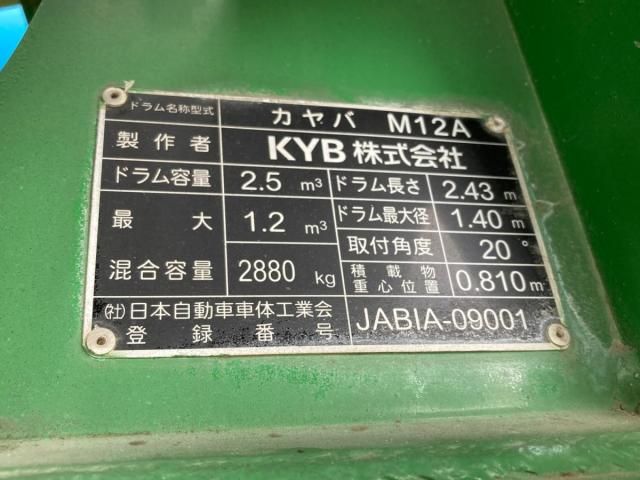 ドラム名称型式 カヤバ M12A
製作者 KYB株式会社
ドラム容量 2.5 m³ ドラム長さ 2.43 m
最大 1.2 m³ ドラム最大径 1.40 m
混合容量 2880 kg 取付角度 20°
積載物重心位置 0.810 m
(社)日本自動車車体工業会
登録番号 JABIA-09001